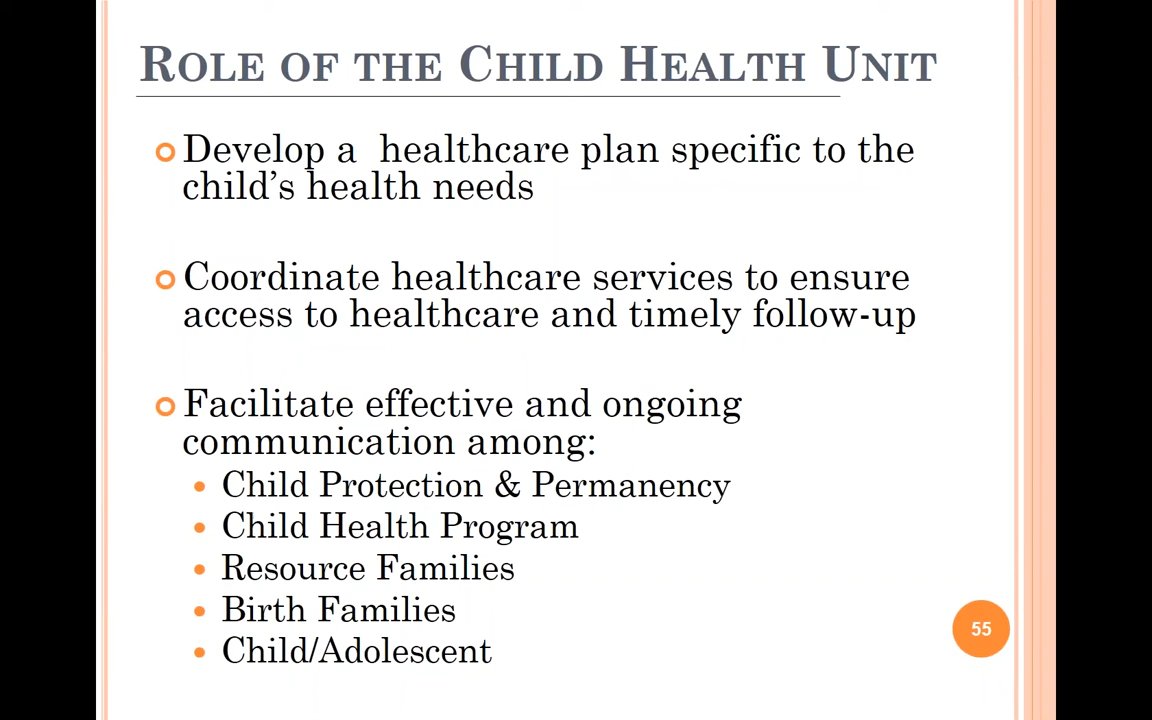 ROLE OF THE CHILD HEALTH UNIT
Develop a  healthcare plan specific to the
child's health needs
Coordinate healthcare services to ensure
access to healthcare and timely follow-up
Facilitate effective and ongoing
communication among:
Child Protection & Permanency
Child Health Program
Resource Families
Birth Families
Child/Adolescent
55